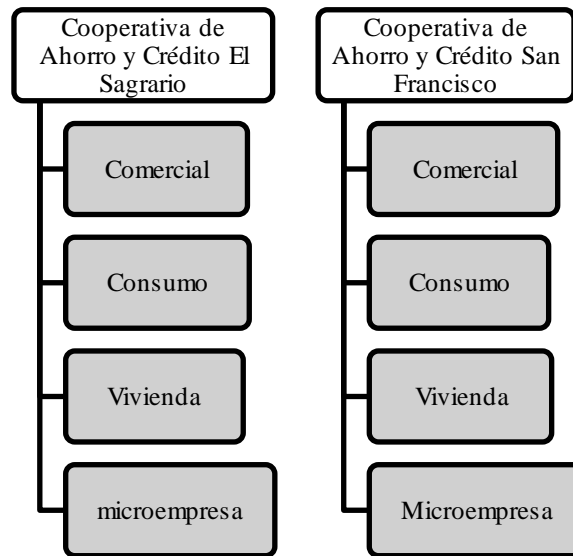 Cooperativa de
Ahorro y Crédito El
Sagrario
Comercial
Consumo
Vivienda
microempresa
Cooperativa de
Ahorro y Crédito San
Francisco
Comercial
Consumo
Vivienda
Microempresa